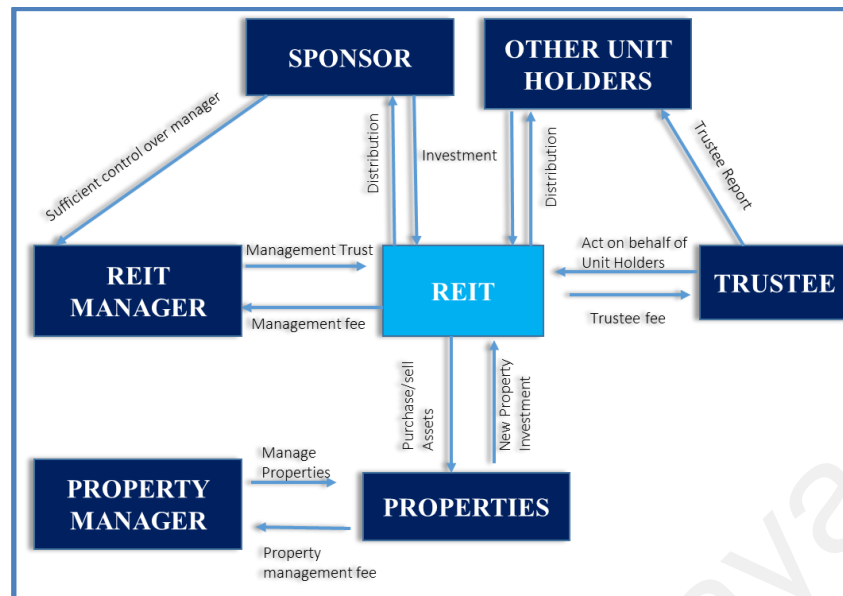 SPONSOR
OTHER UNIT
HOLDERS
Sufficient control over manager
Distribution
Investment
Distribution
Trustee Report
REIT
MANAGER
Management Trust
Management fee
REIT
Act on behalf of
Unit Holders
Trustee fee
TRUSTEE
Purchase/sell
Assets
New Property
Investment
PROPERTY
MANAGER
Manage
Properties
Property
management fee
PROPERTIES